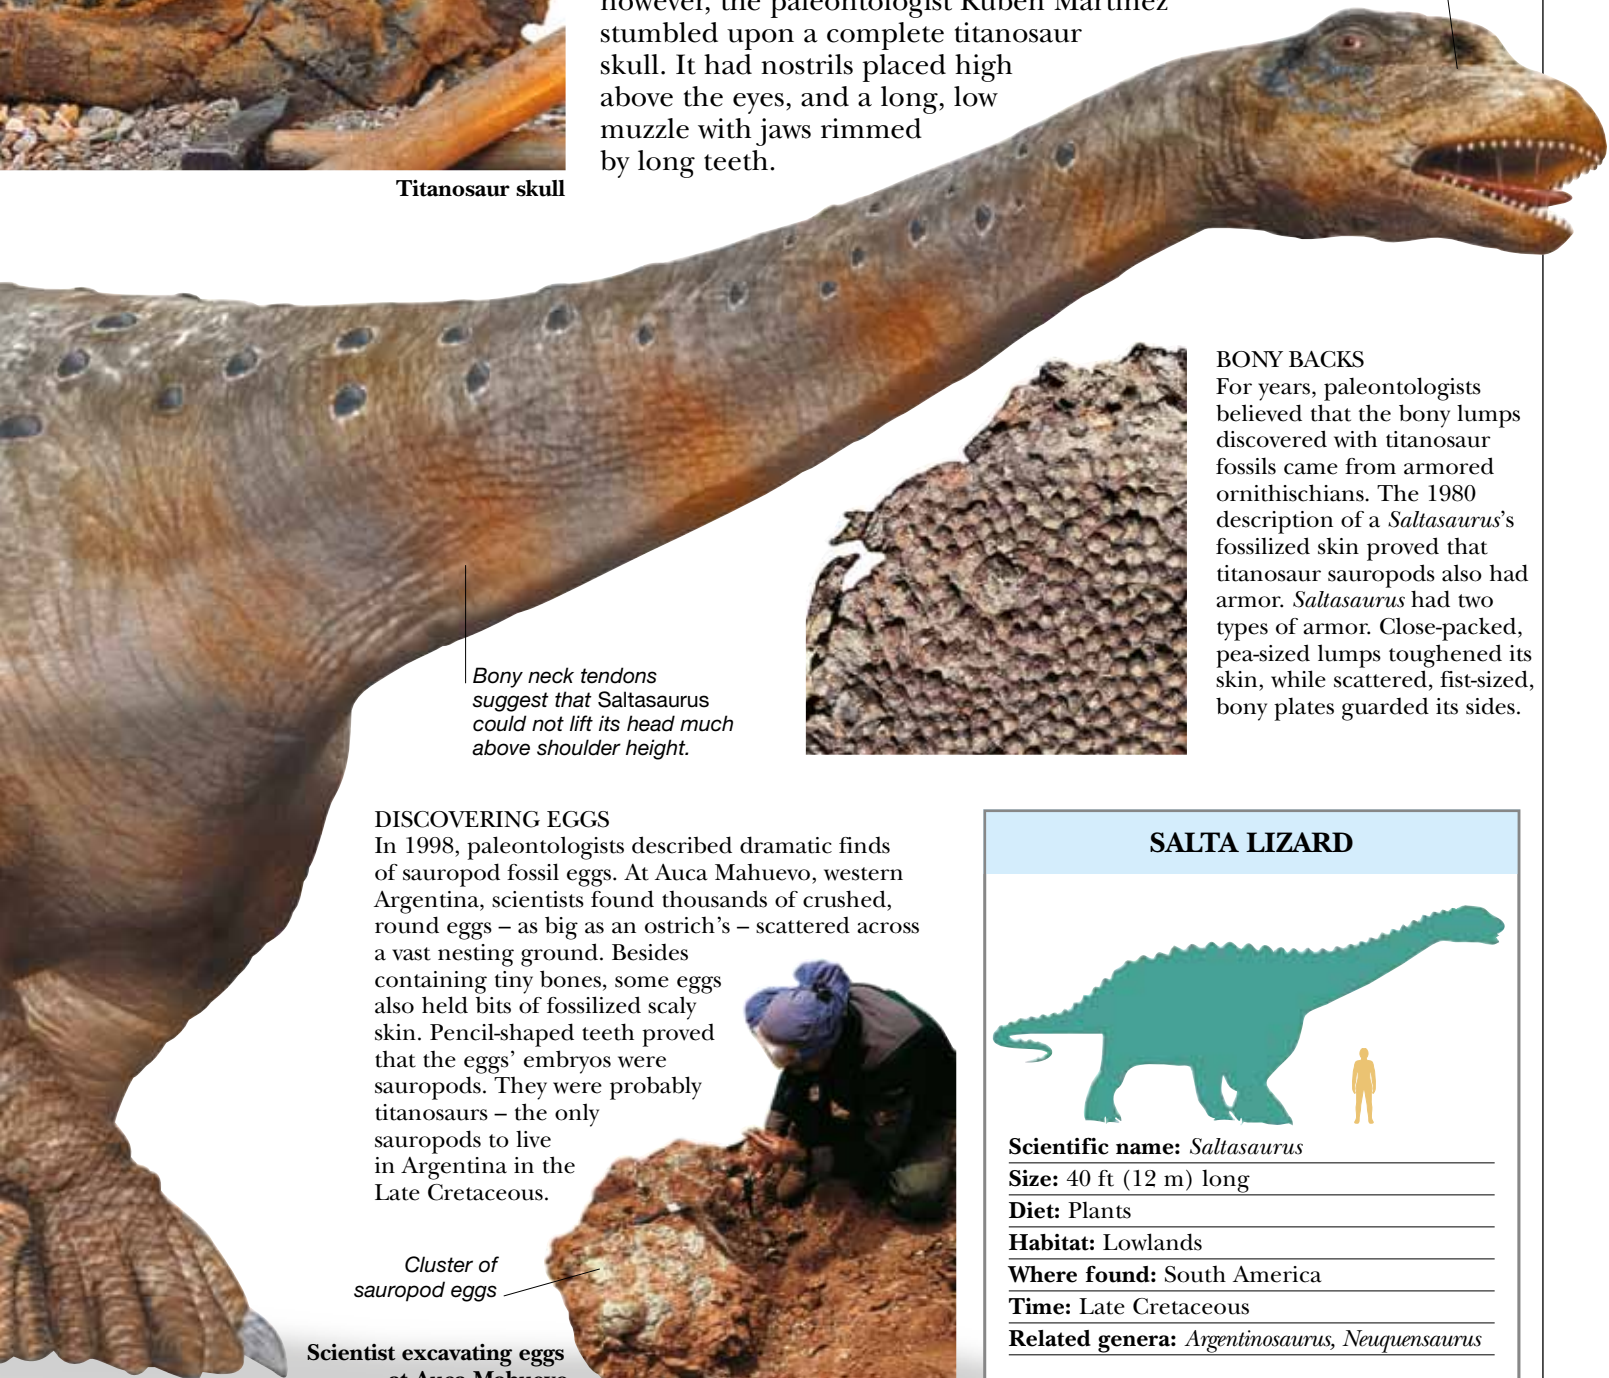 however, the paleontologist Rubén Martínez
stumbled upon a complete titanosaur
skull. It had nostrils placed high
above the eyes, and a long, low
muzzle with jaws rimmed
by long teeth.
Titanosaur skull
BONY BACKS
For years, paleontologists
believed that the bony lumps
discovered with titanosaur
fossils came from armored
ornithischians. The 1980
description of a Saltasaurus’s
fossilized skin proved that
titanosaur sauropods also had
armor. Saltasaurus had two
types of armor. Close-packed,
pea-sized lumps toughened its
skin, while scattered, fist-sized,
bony plates guarded its sides.
Bony neck tendons
suggest that Saltasaurus
could not lift its head much
above shoulder height.
DISCOVERING EGGS
In 1998, paleontologists described dramatic finds
of sauropod fossil eggs. At Auca Mahuevo, western
Argentina, scientists found thousands of crushed,
round eggs – as big as an ostrich’s – scattered across
a vast nesting ground. Besides
containing tiny bones, some eggs
also held bits of fossilized scaly
skin. Pencil-shaped teeth proved
that the eggs’ embryos were
sauropods. They were probably
titanosaurs – the only
sauropods to live
in Argentina in the
Late Cretaceous.
Cluster of
sauropod eggs
Scientist excavating eggs
at Auca Mahuevo
SALTA LIZARD
Scientific name: Saltasaurus
Size: 40 ft (12 m) long
Diet: Plants
Habitat: Lowlands
Where found: South America
Time: Late Cretaceous
Related genera: Argentinosaurus, Neuquensaurus